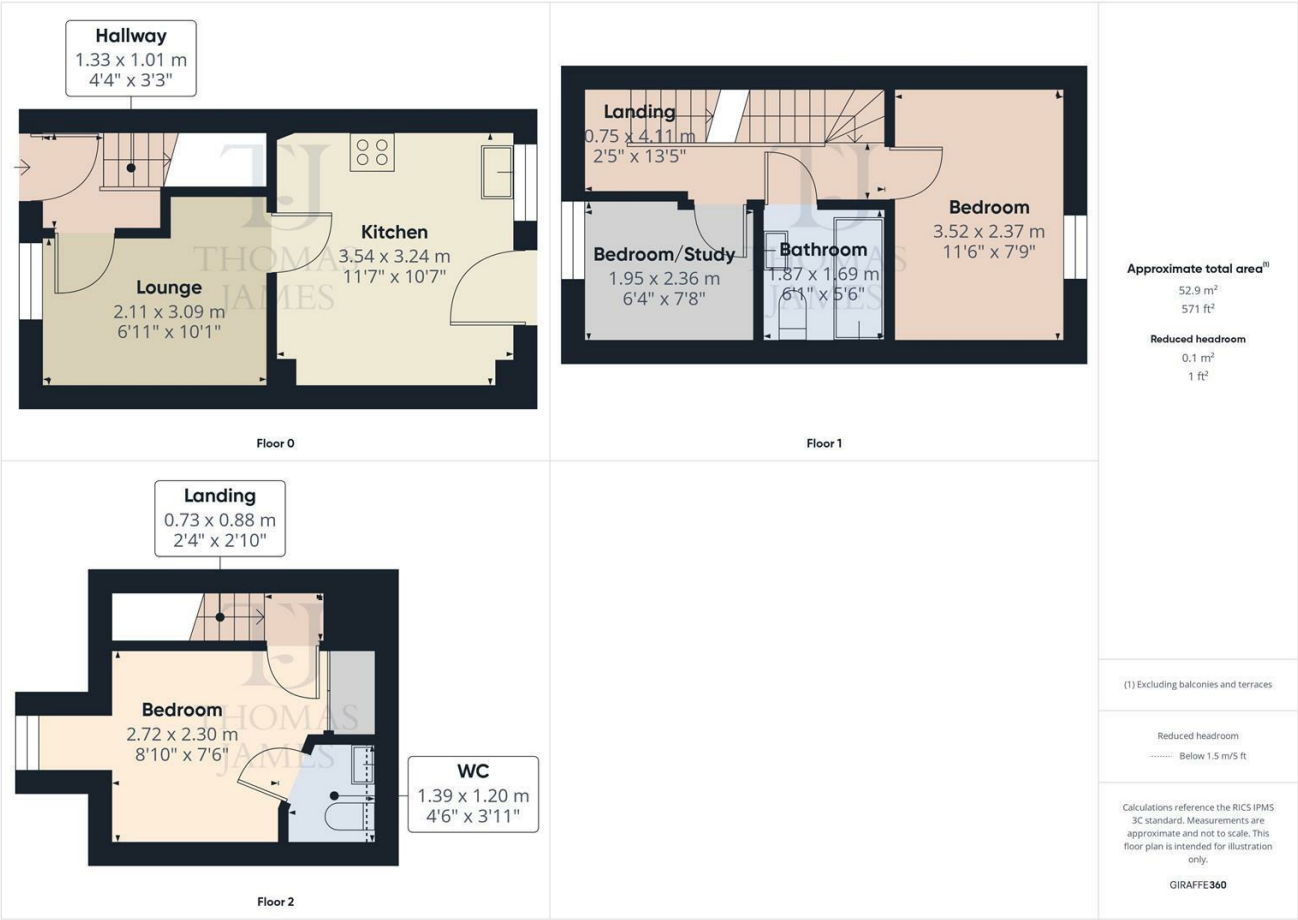 Hallway
1.33 x 1.01 m
4'4" x 3'3"
TJ
THOMAS
JAMES
Lounge
2.11 x 3.09 m
6'11" x 10'1"
Kitchen
3.54 x 3.24 m
11'7" x 10'7"
Floor 0
Landing
0.75 x 4.11 m
2'5" x 13'5"
TJ
THOMAS
JAMES
Bedroom/Study
1.95 x 2.36 m
6'4" x 7'8"
Bathroom
1.87 x 1.69 m
6'1" x 5'6"
Bedroom
3.52 x 2.37 m
11'6" x 7'9"
Floor 1
Landing
0.73 x 0.88 m
2'4" x 2'10"
TJ
THOMAS
JAMES
Bedroom
2.72 x 2.30 m
8'10" x 7'6"
WC
1.39 x 1.20 m
4'6" x 3'11"
Floor 2
Approximate total area⁽¹⁾
52.9 m²
571 ft²
Reduced headroom
0.1 m²
1 ft²
(1) Excluding balconies and terraces
Reduced headroom
Below 1.5 m/5 ft
Calculations reference the RICS IPMS
3C standard. Measurements are
approximate and not to scale. This
floor plan is intended for illustration
only.
GIRAFFE360